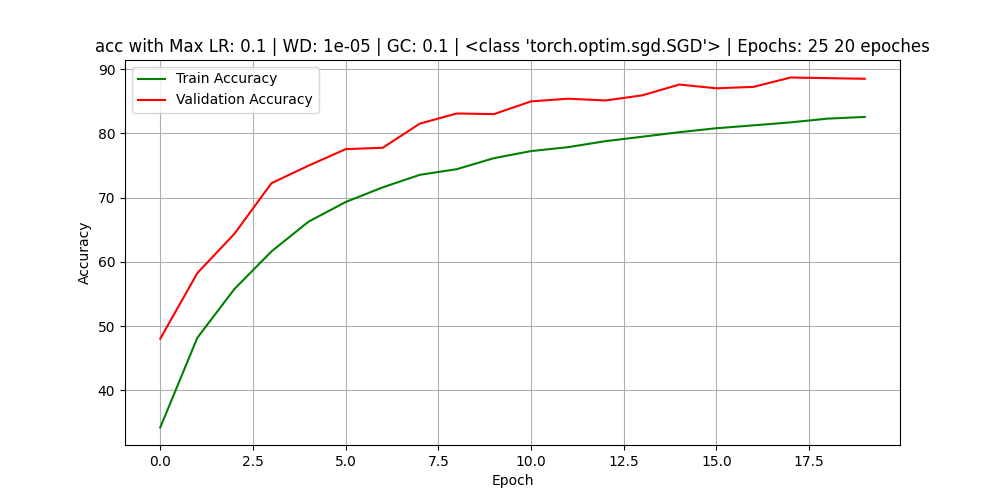 acc with Max LR: 0.1 | WD: 1e-05 | GC: 0.1 | <class 'torch.optim.sgd.SGD'> | Epochs: 25 20 epoches
Train Accuracy
Validation Accuracy
90
80
70
60
50
40
Accuracy
0.0 2.5 5.0 7.5 10.0 12.5 15.0 17.5
Epoch